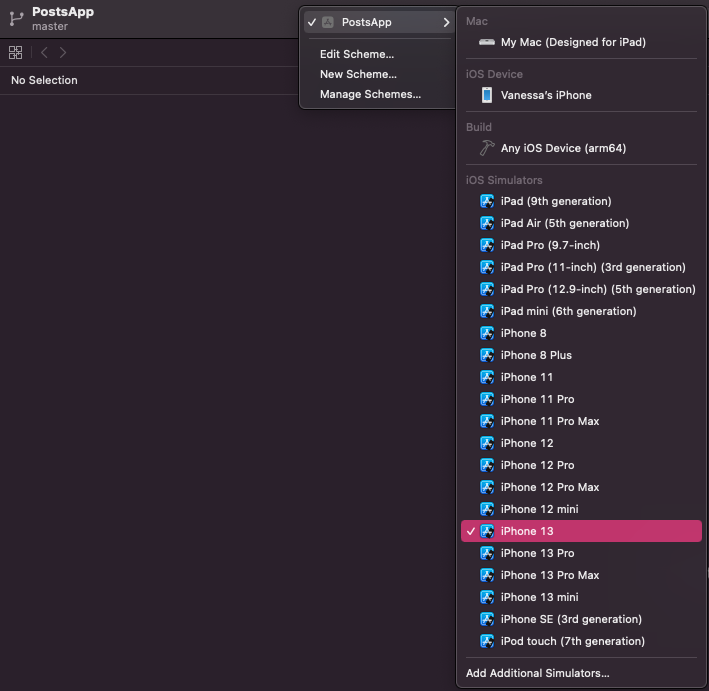 PostsApp
master
No Selection
PostsApp
Edit Scheme...
New Scheme...
Manage Schemes...
Mac
My Mac (Designed for iPad)
iOS Device
Vanessa's iPhone
Build
Any iOS Device (arm64)
iOS Simulators
iPad (9th generation)
iPad Air (5th generation)
iPad Pro (9.7-inch)
iPad Pro (11-inch) (3rd generation)
iPad Pro (12.9-inch) (5th generation)
iPad mini (6th generation)
iPhone 8
iPhone 8 Plus
iPhone 11
iPhone 11 Pro
iPhone 11 Pro Max
iPhone 12
iPhone 12 Pro
iPhone 12 Pro Max
iPhone 12 mini
iPhone 13
iPhone 13 Pro
iPhone 13 Pro Max
iPhone 13 mini
iPhone SE (3rd generation)
iPod touch (7th generation)
Add Additional Simulators...